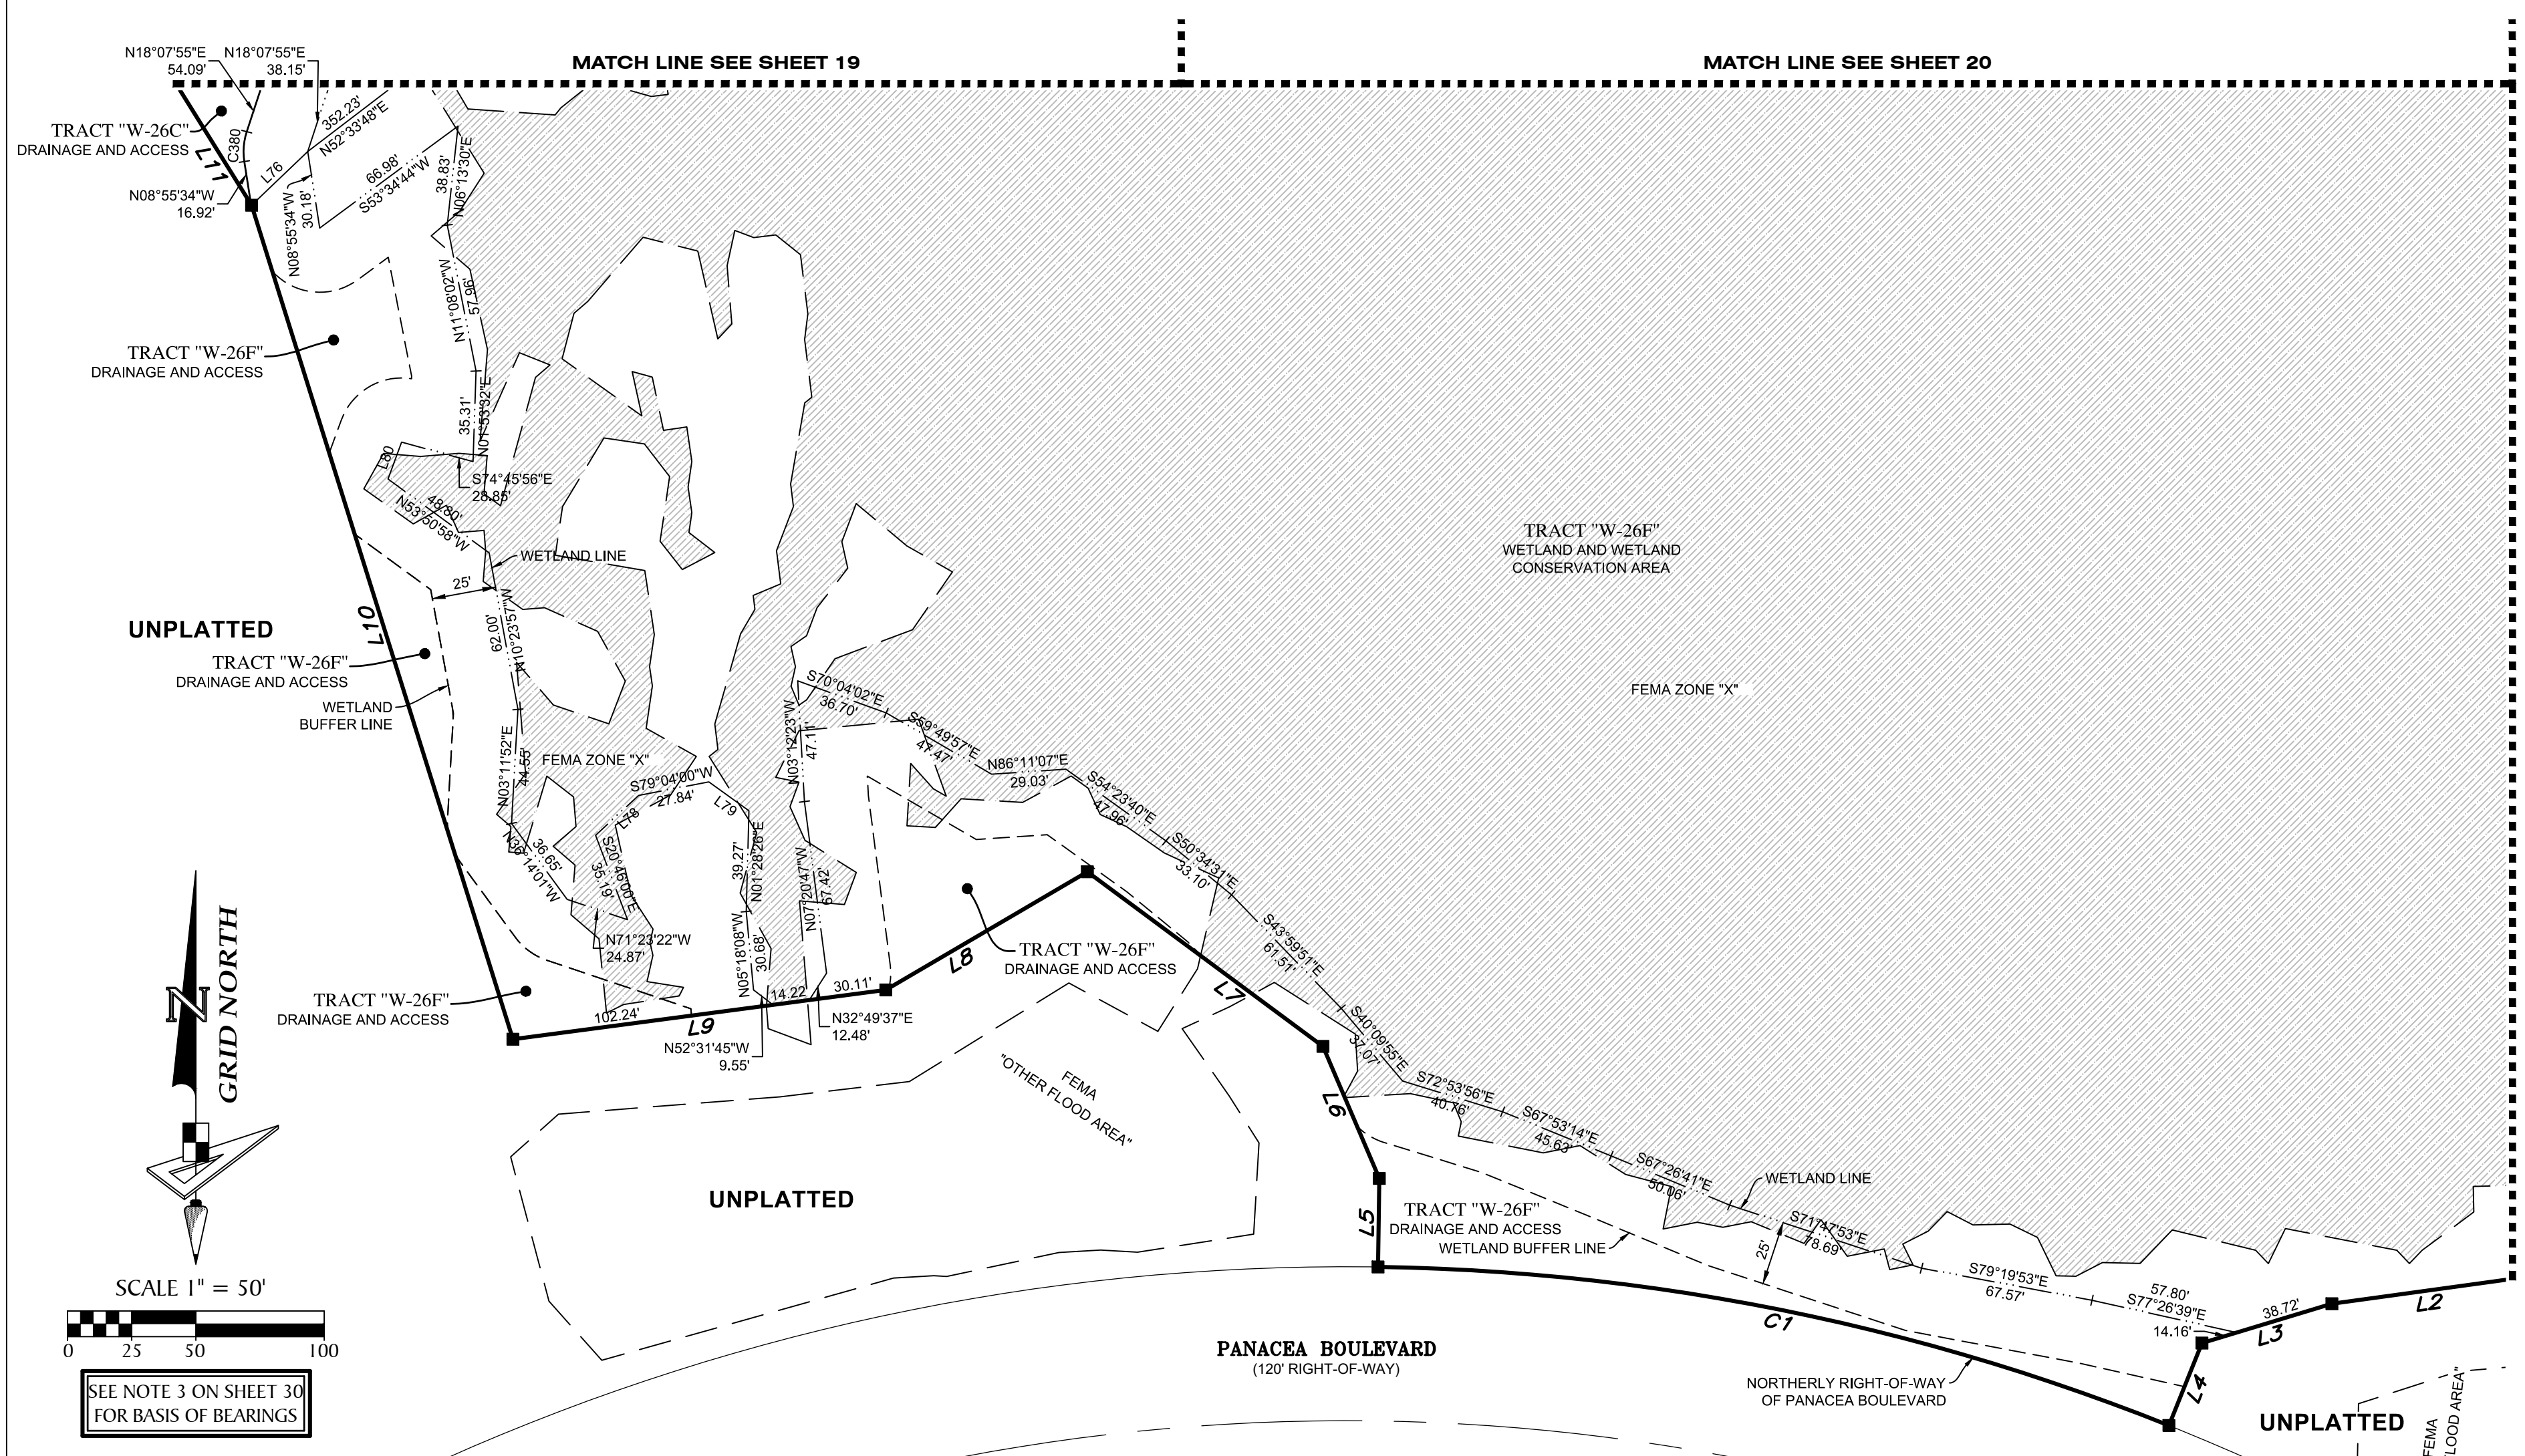 MATCH LINE SEE SHEET 19
MATCH LINE SEE SHEET 20
N18°07'55"E
54.09'
N18°07'55"E
38.15'
TRACT "W-26C"
DRAINAGE AND ACCESS
L11
C380
352.23'
N52°33'48"E
L76
66.98'
S53°34'44"W
38.83'
N06°13'30"E
N08°55'34"W
16.92'
N08°55'34"W
30.18'
N11°08'02"W
57.96'
TRACT "W-26F"
DRAINAGE AND ACCESS
35.31'
N01°53'32"E
L80
S74°45'56"E
28.85'
48.80'
N53°50'58"W
WETLAND LINE
25'
TRACT "W-26F"
WETLAND AND WETLAND
CONSERVATION AREA
UNPLATTED
L10
62.00'
N10°23'57"W
TRACT "W-26F"
DRAINAGE AND ACCESS
WETLAND
BUFFER LINE
FEMA ZONE "X"
S70°04'02"E
36.70'
S59°49'57"E
47.47'
N03°12'23"W
47.11'
N03°11'52"E
44.55'
FEMA ZONE "X"
S79°04'00"W
27.84'
N86°11'07"E
29.03'
S54°23'40"E
47.96'
L78
L79
N36°14'01"W
36.65'
S20°46'00"E
35.19'
39.27'
N01°28'26"E
N07°20'47"W
67.42'
S50°34'31"E
33.10'
S43°59'51"E
61.51'
N71°23'22"W
24.87'
N05°18'08"W
30.68'
L8
TRACT "W-26F"
DRAINAGE AND ACCESS
L7
TRACT "W-26F"
DRAINAGE AND ACCESS
102.24'
L9
14.22'
30.11'
N32°49'37"E
12.48'
N52°31'45"W
9.55'
S40°09'55"E
37.07'
FEMA
"OTHER FLOOD AREA"
L6
S72°53'56"E
40.76'
S67°53'14"E
45.63'
S67°26'41"E
50.06'
WETLAND LINE
N
GRID NORTH
UNPLATTED
L5
TRACT "W-26F"
DRAINAGE AND ACCESS
WETLAND BUFFER LINE
25'
S71°47'53"E
78.69'
S79°19'53"E
67.57'
57.80'
S77°26'39"E
14.16'
38.72'
L3
L2
C1
L4
SCALE 1" = 50'
0 25 50 100
PANACEA BOULEVARD
(120' RIGHT-OF-WAY)
NORTHERLY RIGHT-OF-WAY
OF PANACEA BOULEVARD
SEE NOTE 3 ON SHEET 30
FOR BASIS OF BEARINGS
UNPLATTED
FEMA
FLOOD AREA"